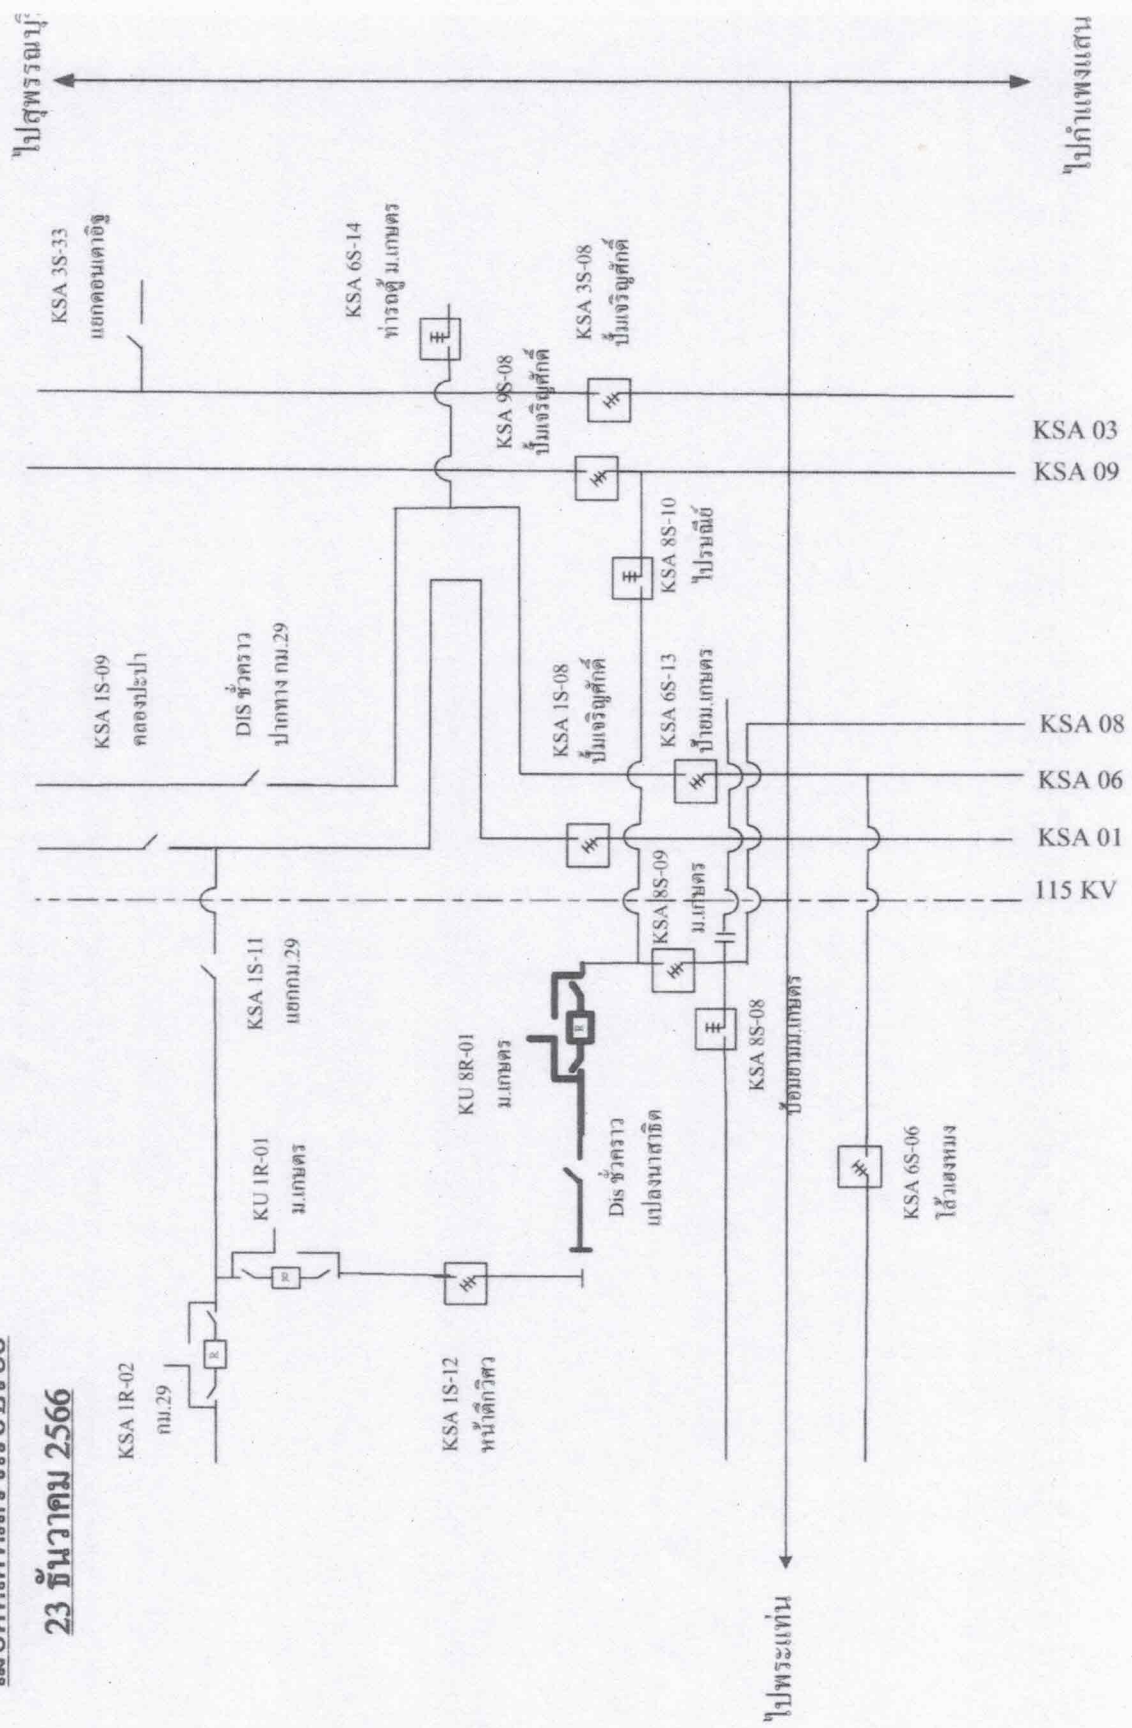 23 ธันวาคม 2566
ไปสุพรรณบุรี
KSA 3S-33
แยกดอนเตาอิฐ
KSA 6S-14
ท่ารถตู้ ม.เกษตร
KSA 3S-08
ปั๊มเจริญศักดิ์
KSA 9S-08
ปั๊มเจริญศักดิ์
ไปกำแพงแสน
KSA 03
KSA 09
KSA 8S-10
ไปรษณีย์
KSA 1S-09
คลองประปา
DIS ชั่วคราว
ปากทาง กม.29
KSA 1S-08
ปั๊มเจริญศักดิ์
KSA 6S-13
ป้ายม.เกษตร
KSA 08
KSA 06
KSA 01
115 KV
KSA 8S-09
ม.เกษตร
KSA 1S-11
แยกกม.29
KU 8R-01
ม.เกษตร
R
KSA 8S-08
ป้อมยามม.เกษตร
KU 1R-01
ม.เกษตร
R
Dis ชั่วคราว
แปลงนาสาธิต
KSA 6S-06
โล้วเฮงหมง
KSA 1R-02
กม.29
R
KSA 1S-12
หน้าตึกวิศว
ไปพระแท่น